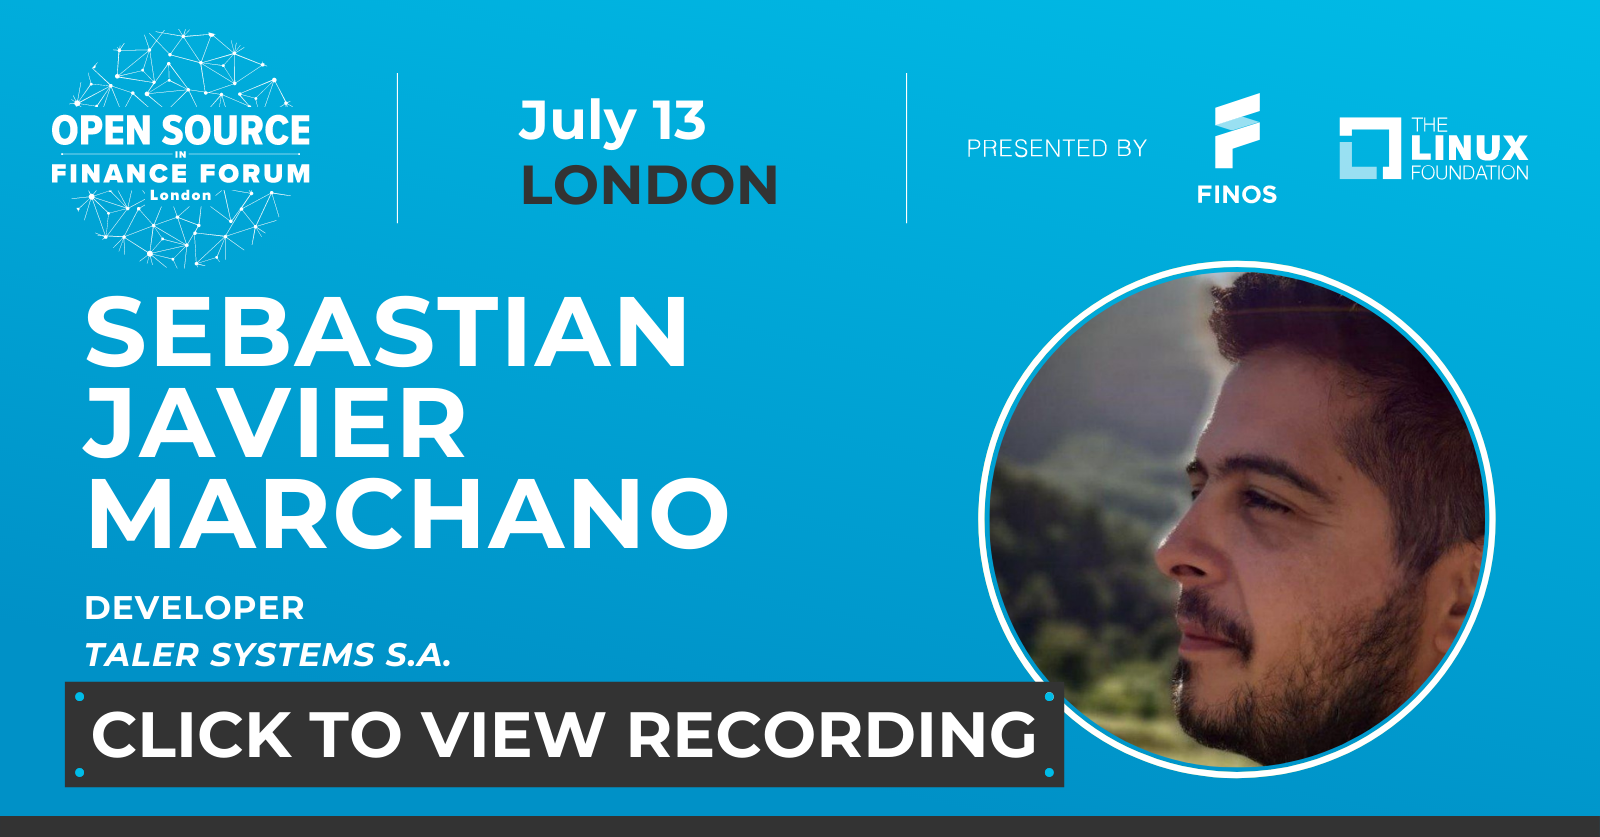 OPEN SOURCE
IN
FINANCE FORUM
London
July 13
LONDON
PRESENTED BY
FINOS
THE
LINUX
FOUNDATION
SEBASTIAN
JAVIER
MARCHANO
DEVELOPER
TALER SYSTEMS S.A.
CLICK TO VIEW RECORDING